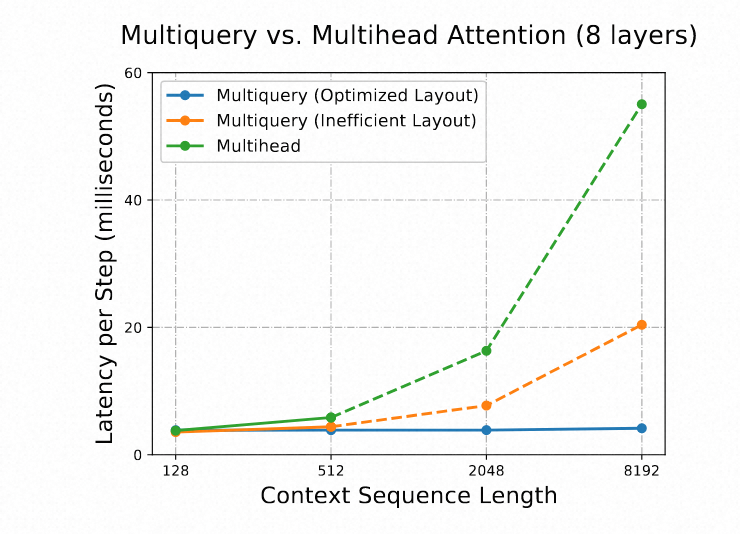 Multiquery vs. Multihead Attention (8 layers)
Latency per Step (milliseconds)
60
40
20
0
Multiquery (Optimized Layout)
Multiquery (Inefficient Layout)
Multihead
128 512 2048 8192
Context Sequence Length